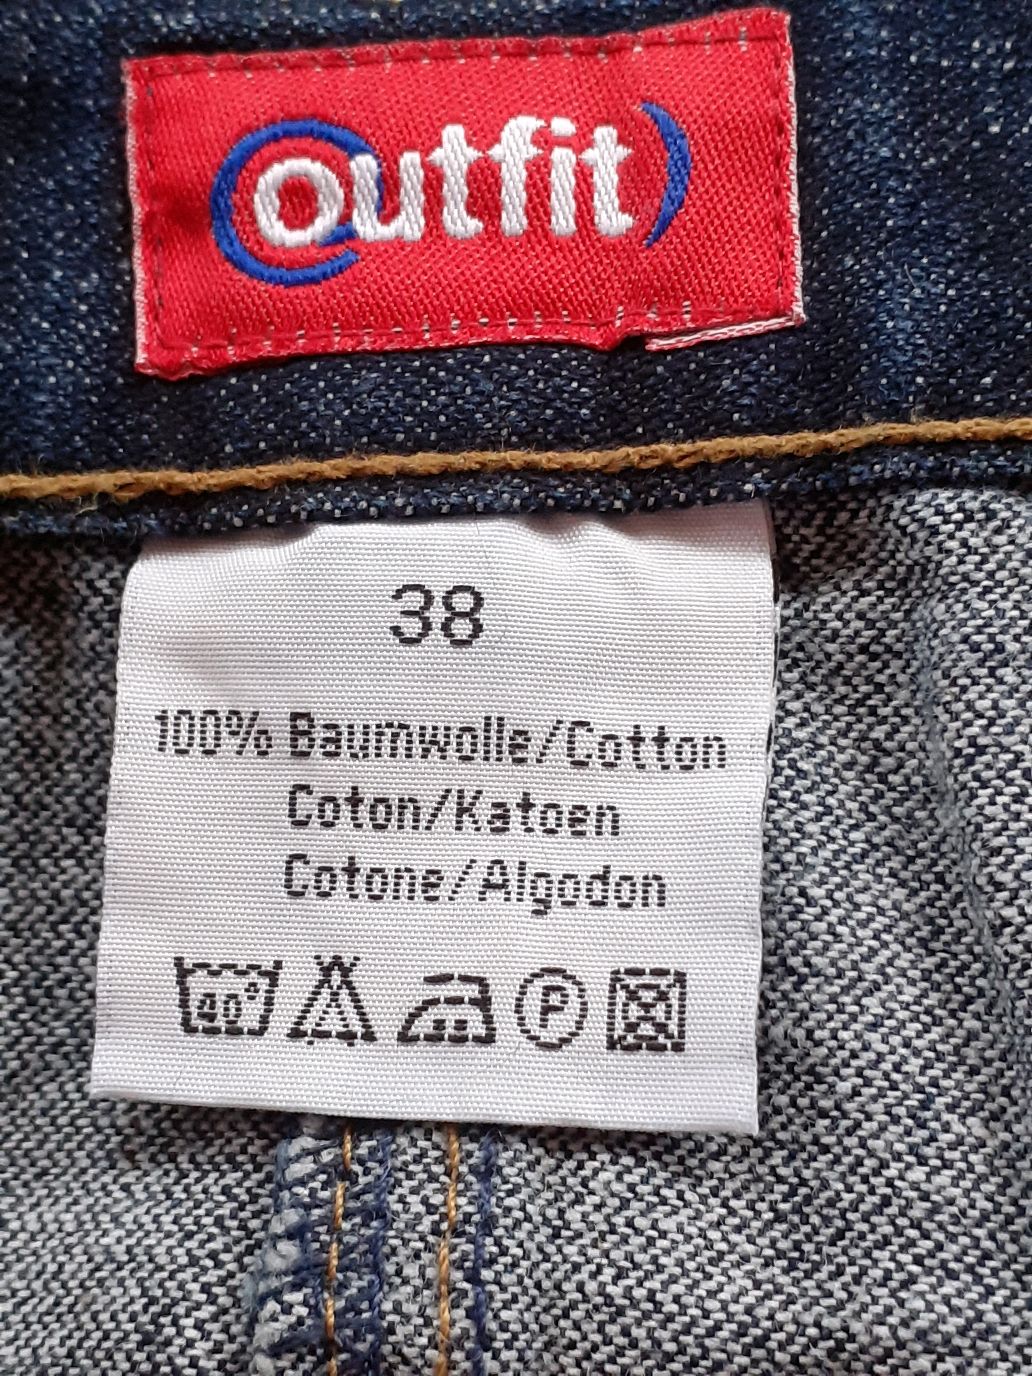 Outfit
38
100% Baumwolle/Cotton
Coton/Katoen
Cotone/Algodon
40° P